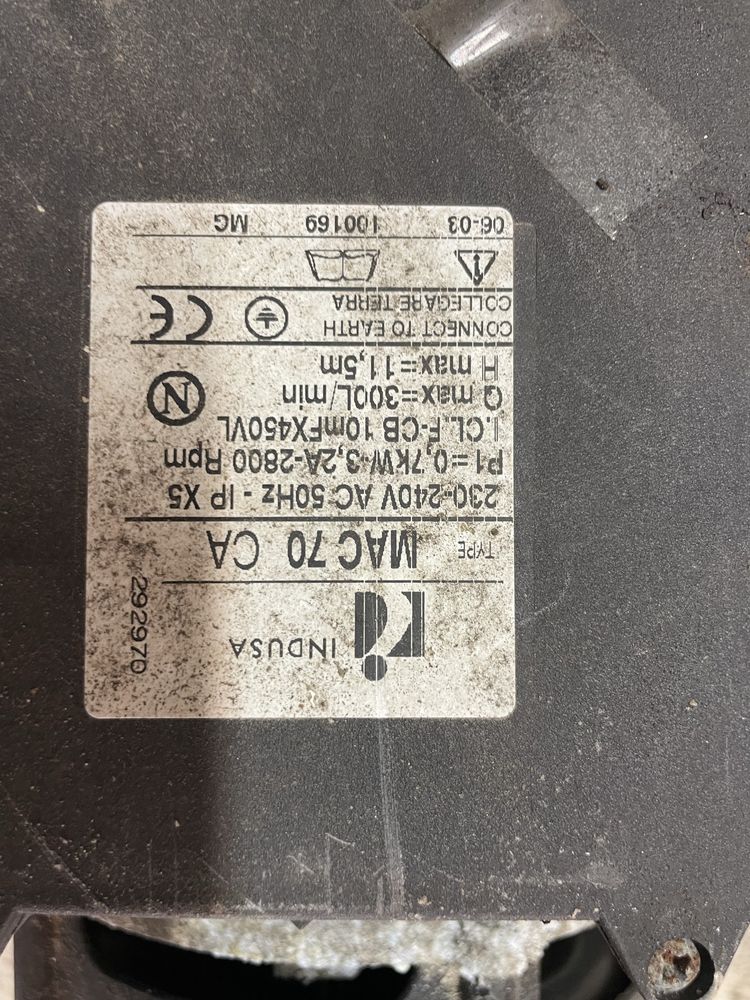 INDUSA
292970
TYPE MAC 70 CA
230-240V AC 50Hz - IP X5
P1=0,7kW-3,2A-2800 Rpm
I.CL.F-CB 10mFX450VL
Q max=300L/min
H max=11,5m
N
CONNECT TO EARTH
COLLEGARE TERRA
CE
06-03 100169 MG